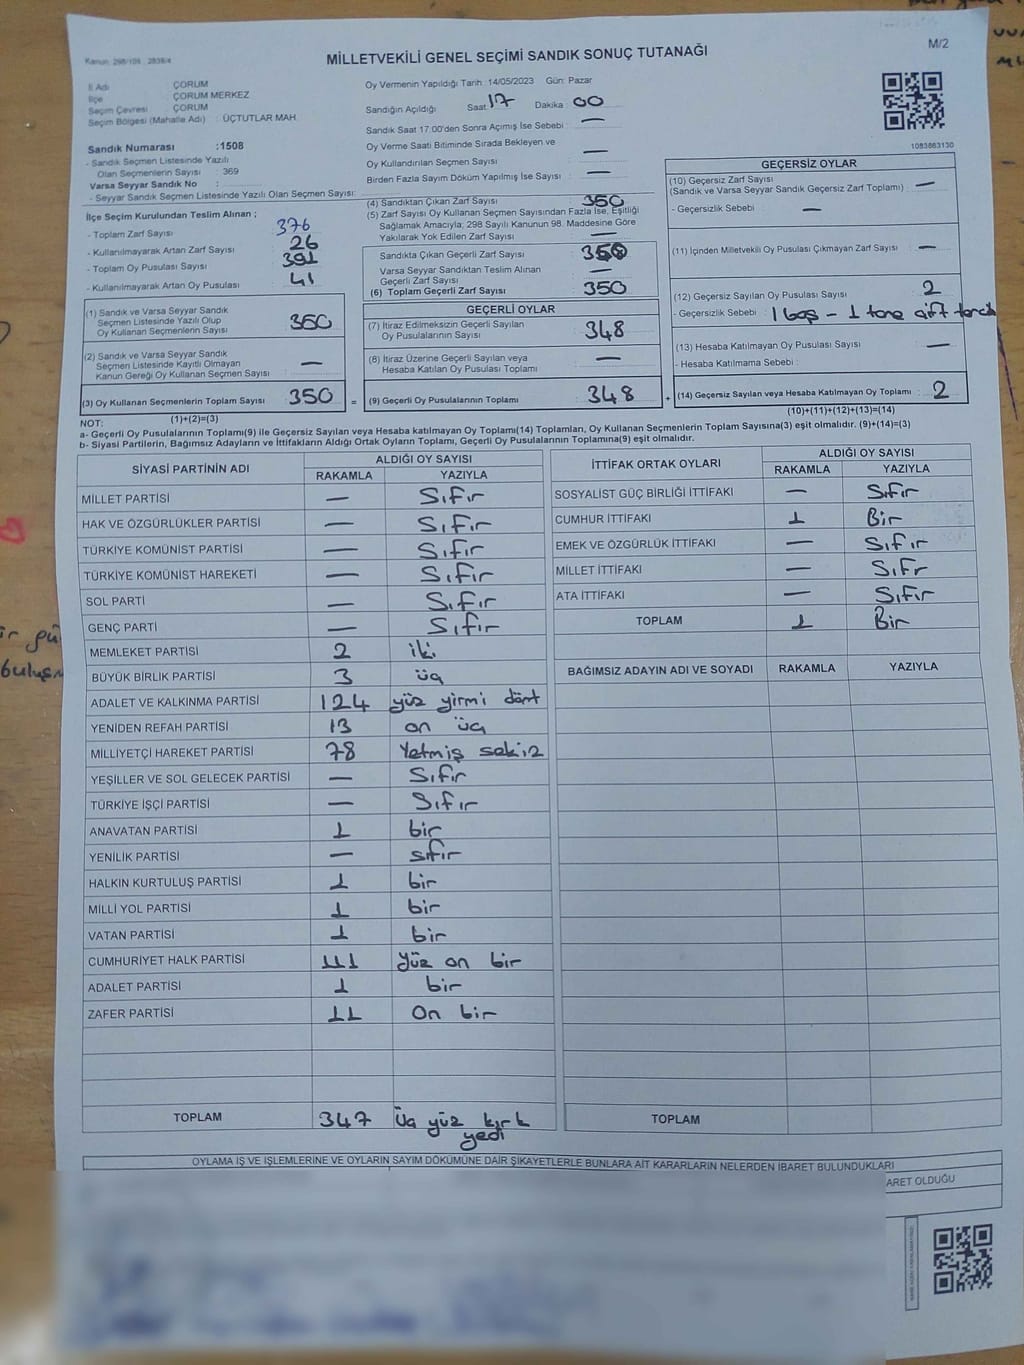 Kanun: 298/105 2839/4
MİLLETVEKİLİ GENEL SEÇİMİ SANDIK SONUÇ TUTANAĞI
M/2
İl Adı : ÇORUM
İlçe : ÇORUM MERKEZ
Seçim Çevresi : ÇORUM
Seçim Bölgesi (Mahalle Adı) : ÜÇTUTLAR MAH.
Sandık Numarası :1508
- Sandık Seçmen Listesinde Yazılı
Olan Seçmenlerin Sayısı : 369
Varsa Seyyar Sandık No :
- Seyyar Sandık Seçmen Listesinde Yazılı Olan Seçmen Sayısı:
Oy Vermenin Yapıldığı Tarih :14/05/2023 Gün: Pazar
Sandığın Açıldığı Saat 17 Dakika : 00
Sandık Saat 17:00'den Sonra Açımış İse Sebebi : —
Oy Verme Saati Bitiminde Sırada Bekleyen ve
Oy Kullandırılan Seçmen Sayısı : —
Birden Fazla Sayım Döküm Yapılmış İse Sayısı : —
1083863130
İlçe Seçim Kurulundan Teslim Alınan ;
- Toplam Zarf Sayısı : 376
- Kullanılmayarak Artan Zarf Sayısı : 26
- Toplam Oy Pusulası Sayısı : 391
- Kullanılmayarak Artan Oy Pusulası : 41
(4) Sandıktan Çıkan Zarf Sayısı : 350
(5) Zarf Sayısı Oy Kullanan Seçmen Sayısından Fazla İse, Eşitliği
Sağlamak Amacıyla; 298 Sayılı Kanunun 98. Maddesine Göre
Yakılarak Yok Edilen Zarf Sayısı : —
Sandıkta Çıkan Geçerli Zarf Sayısı : 350
Varsa Seyyar Sandıktan Teslim Alınan
Geçerli Zarf Sayısı : —
(6) Toplam Geçerli Zarf Sayısı : 350
GEÇERSİZ OYLAR
(10) Geçersiz Zarf Sayısı
(Sandık ve Varsa Seyyar Sandık Geçersiz Zarf Toplamı) : —
- Geçersizlik Sebebi : —
(11) İçinden Milletvekili Oy Pusulası Çıkmayan Zarf Sayısı : —
(12) Geçersiz Sayılan Oy Pusulası Sayısı : 2
- Geçersizlik Sebebi : 1 boş - 1 tane çift tercih
(13) Hesaba Katılmayan Oy Pusulası Sayısı : —
- Hesaba Katılmama Sebebi :
(14) Geçersiz Sayılan veya Hesaba Katılmayan Oy Toplamı : 2
(10)+(11)+(12)+(13)=(14)
(1) Sandık ve Varsa Seyyar Sandık
Seçmen Listesinde Yazılı Olup
Oy Kullanan Seçmenlerin Sayısı : 350
(2) Sandık ve Varsa Seyyar Sandık
Seçmen Listesinde Kayıtlı Olmayan
Kanun Gereği Oy Kullanan Seçmen Sayısı : —
(3) Oy Kullanan Seçmenlerin Toplam Sayısı : 350 =
(1)+(2)=(3)
GEÇERLİ OYLAR
(7) İtiraz Edilmeksizin Geçerli Sayılan
Oy Pusulalarının Sayısı : 348
(8) İtiraz Üzerine Geçerli Sayılan veya
Hesaba Katılan Oy Pusulası Toplamı : —
(9) Geçerli Oy Pusulalarının Toplamı : 348 +
NOT:
a- Geçerli Oy Pusulalarının Toplamı(9) ile Geçersiz Sayılan veya Hesaba katılmayan Oy Toplamı(14) Toplamları, Oy Kullanan Seçmenlerin Toplam Sayısına(3) eşit olmalıdır. (9)+(14)=(3)
b- Siyasi Partilerin, Bağımsız Adayların ve İttifakların Aldığı Ortak Oyların Toplamı, Geçerli Oy Pusulalarının Toplamına(9) eşit olmalıdır.
SİYASİ PARTİNİN ADI ALDIĞI OY SAYISI
RAKAMLA YAZIYLA
MİLLET PARTİSİ — Sıfır
HAK VE ÖZGÜRLÜKLER PARTİSİ — Sıfır
TÜRKİYE KOMÜNİST PARTİSİ — Sıfır
TÜRKİYE KOMÜNİST HAREKETİ — Sıfır
SOL PARTİ — Sıfır
GENÇ PARTİ — Sıfır
MEMLEKET PARTİSİ 2 iki
BÜYÜK BİRLİK PARTİSİ 3 üç
ADALET VE KALKINMA PARTİSİ 124 yüz yirmi dört
YENİDEN REFAH PARTİSİ 13 on üç
MİLLİYETÇİ HAREKET PARTİSİ 78 Yetmiş sekiz
YEŞİLLER VE SOL GELECEK PARTİSİ — Sıfır
TÜRKİYE İŞÇİ PARTİSİ — Sıfır
ANAVATAN PARTİSİ 1 bir
YENİLİK PARTİSİ — sıfır
HALKIN KURTULUŞ PARTİSİ 1 bir
MİLLİ YOL PARTİSİ 1 bir
VATAN PARTİSİ 1 bir
CUMHURİYET HALK PARTİSİ 111 Yüz on bir
ADALET PARTİSİ 1 bir
ZAFER PARTİSİ 11 On bir
TOPLAM 347 Üç yüz kırk
yedi
İTTİFAK ORTAK OYLARI ALDIĞI OY SAYISI
RAKAMLA YAZIYLA
SOSYALİST GÜÇ BİRLİĞİ İTTİFAKI — Sıfır
CUMHUR İTTİFAKI 1 Bir
EMEK VE ÖZGÜRLÜK İTTİFAKI — Sıfır
MİLLET İTTİFAKI — Sıfr
ATA İTTİFAKI — Sıfır
TOPLAM 1 Bir
BAĞIMSIZ ADAYIN ADI VE SOYADI RAKAMLA YAZIYLA
TOPLAM
OYLAMA İŞ VE İŞLEMLERİNE VE OYLARIN SAYIM DÖKÜMÜNE DAİR ŞİKAYETLERLE BUNLARA AİT KARARLARIN NELERDEN İBARET BULUNDUKLARI
ARET OLDUĞU